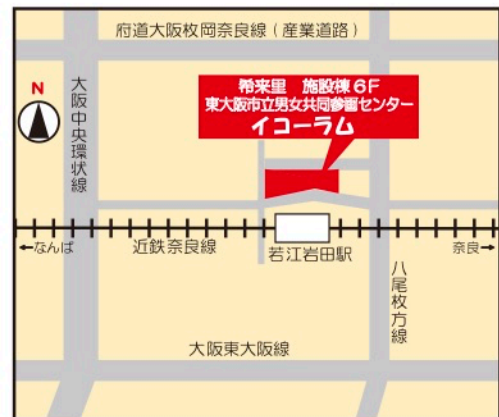 府道大阪枚岡奈良線(産業道路)
N
大阪中央環状線
希来里 施設棟6F
東大阪市立男女共同参画センター
イコーラム
←なんば
近鉄奈良線
若江岩田駅
奈良→
八尾枚方線
大阪東大阪線